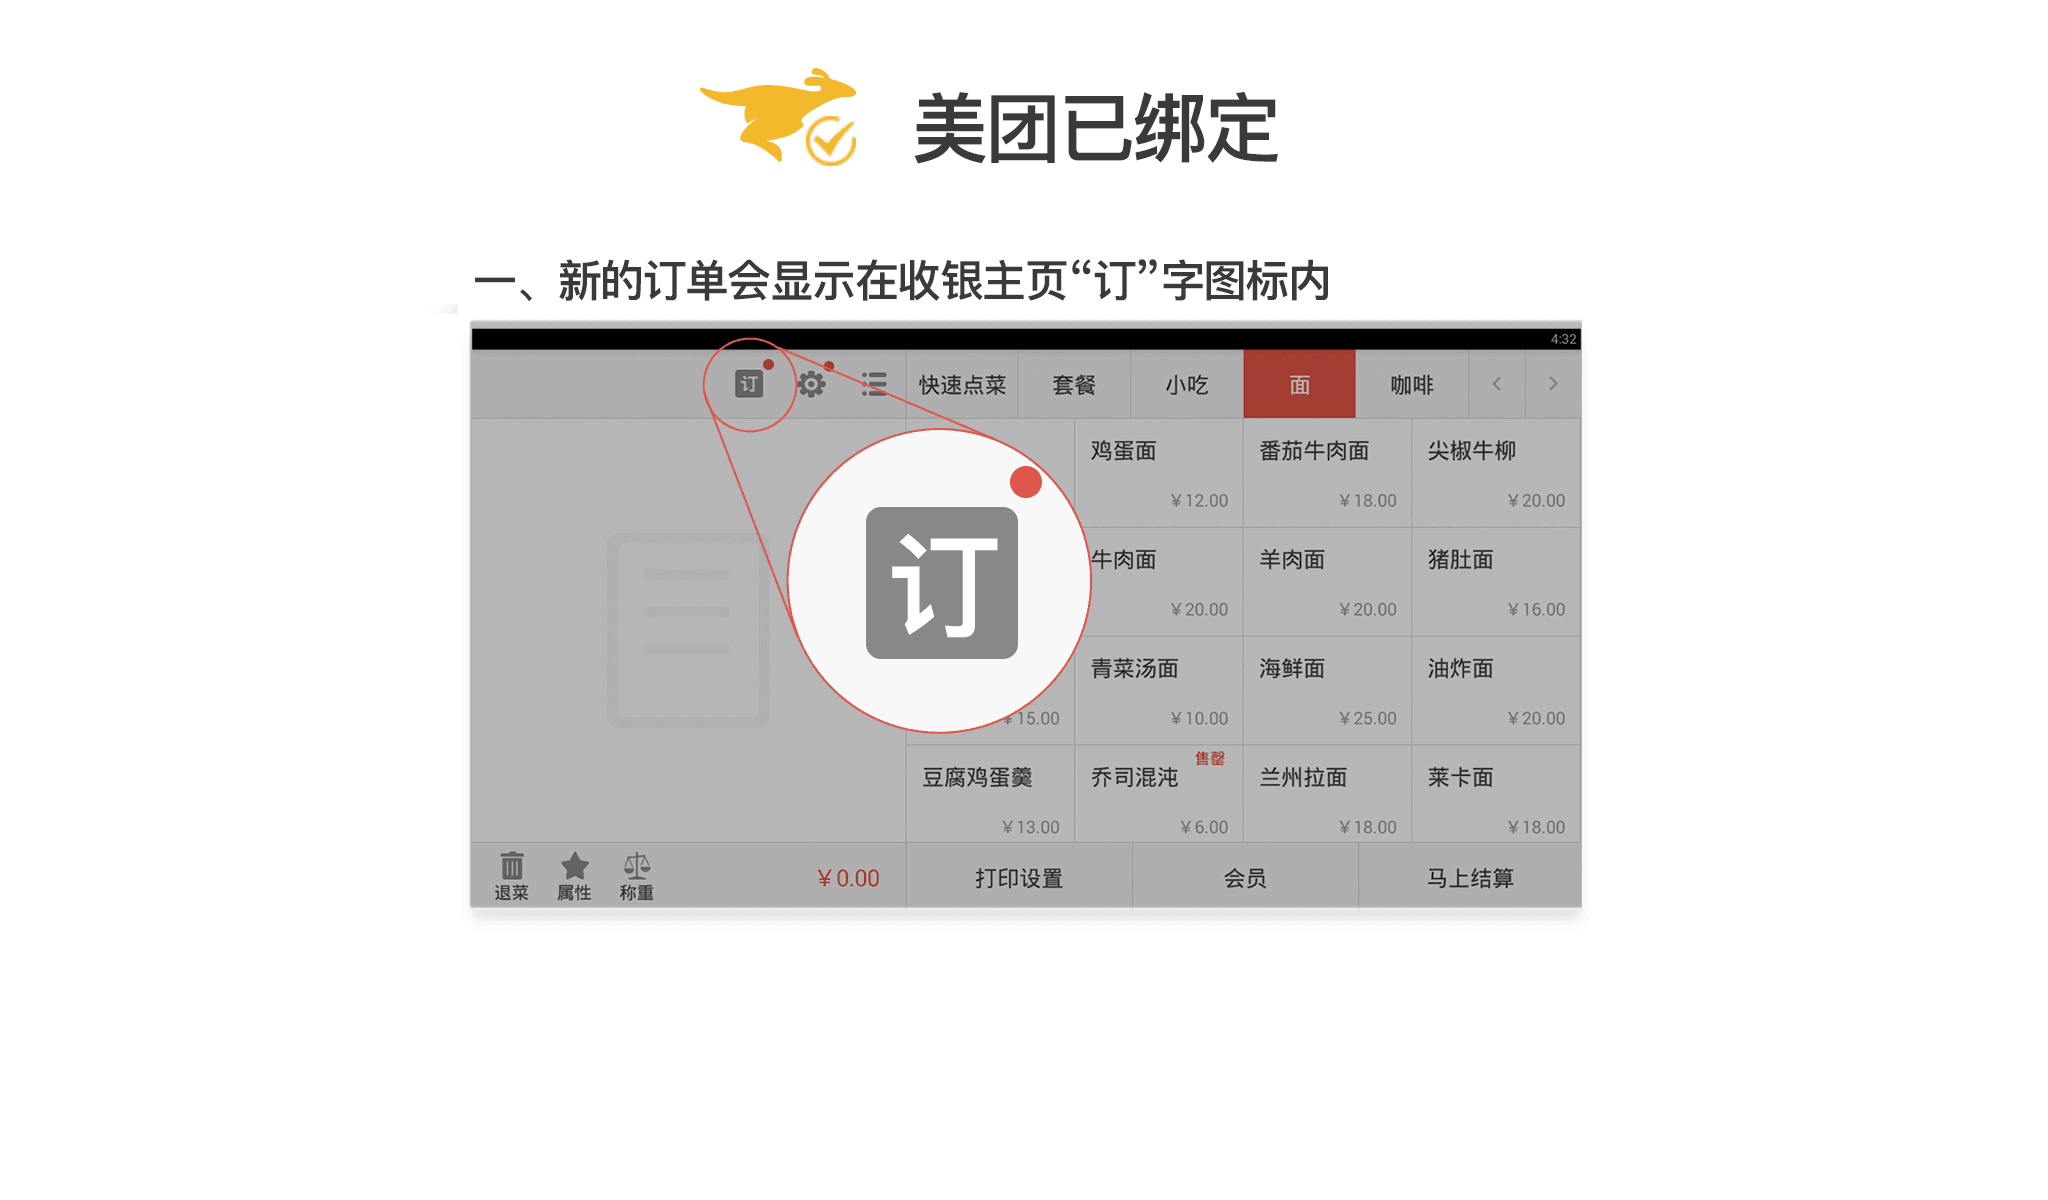 美团已绑定
一、新的订单会显示在收银主页“订”字图标内
4:32
订
快速点菜 套餐 小吃 面 咖啡
鸡蛋面 番茄牛肉面 尖椒牛柳
￥12.00 ￥18.00 ￥20.00
订
牛肉面 羊肉面 猪肚面
￥20.00 ￥20.00 ￥16.00
青菜汤面 海鲜面 油炸面
￥15.00 ￥10.00 ￥25.00 ￥20.00
售罄
豆腐鸡蛋羹 乔司混沌 兰州拉面 莱卡面
￥13.00 ￥6.00 ￥18.00 ￥18.00
退菜 属性 称重 ￥0.00 打印设置 会员 马上结算